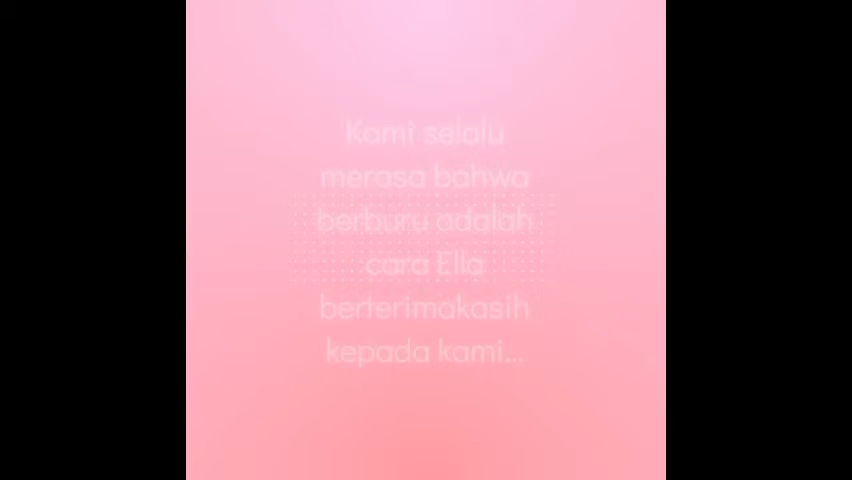 Kami selalu
merasa bahwa
berburu adalah
cara Ella
berterimakasih
kepada kami...